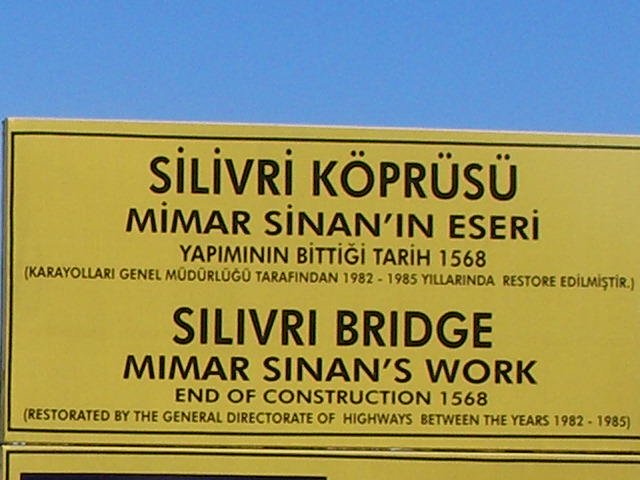 SİLİVRİ KÖPRÜSÜ
MİMAR SİNAN'IN ESERİ
YAPIMININ BİTTİĞİ TARİH 1568
(KARAYOLLARI GENEL MÜDÜRLÜĞÜ TARAFINDAN 1982 - 1985 YILLARINDA RESTORE EDİLMİŞTİR.)
SILIVRI BRIDGE
MIMAR SINAN'S WORK
END OF CONSTRUCTION 1568
(RESTORATED BY THE GENERAL DIRECTORATE OF HIGHWAYS BETWEEN THE YEARS 1982 - 1985)